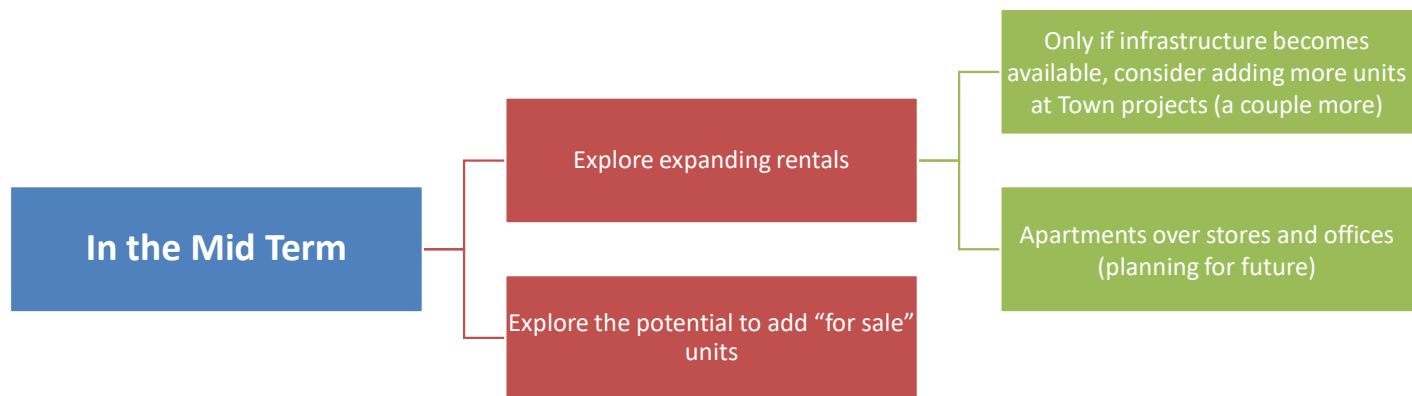 In the Mid Term
Explore expanding rentals
Only if infrastructure becomes
available, consider adding more units
at Town projects (a couple more)
Apartments over stores and offices
(planning for future)
Explore the potential to add “for sale”
units